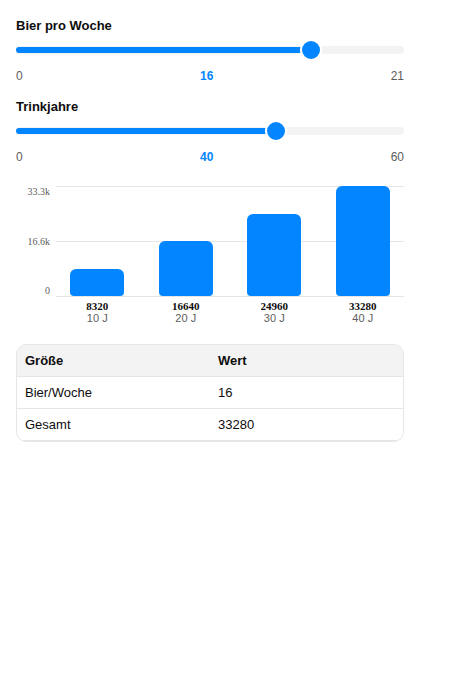 Bier pro Woche
0 16 21
Trinkjahre
0 40 60
33.3k
16.6k
0
8320 16640 24960 33280
10 J 20 J 30 J 40 J
Größe Wert
Bier/Woche 16
Gesamt 33280